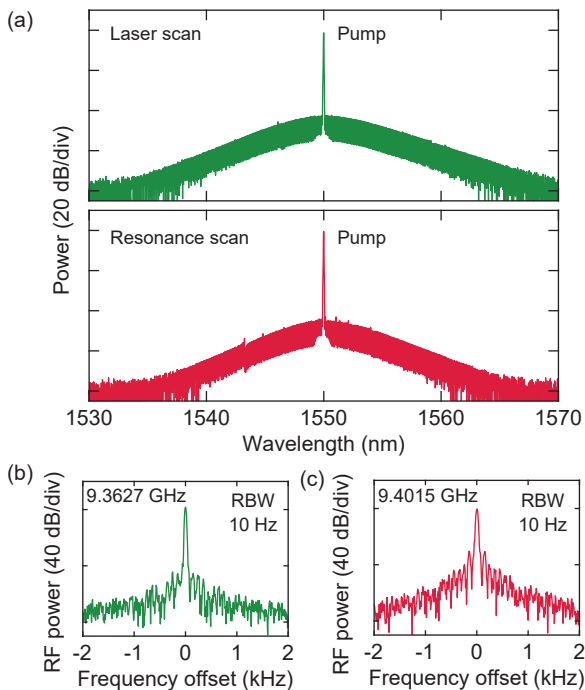 (a)
Laser scan
Pump
Resonance scan
Pump
Power (20 dB/div)
1530
1540
1550
1560
1570
Wavelength (nm)
(b)
9.3627 GHz
RBW
10 Hz
RF power (40 dB/div)
-2
-1
0
1
2
Frequency offset (kHz)
(c)
9.4015 GHz
RBW
10 Hz
RF power (40 dB/div)
-2
-1
0
1
2
Frequency offset (kHz)